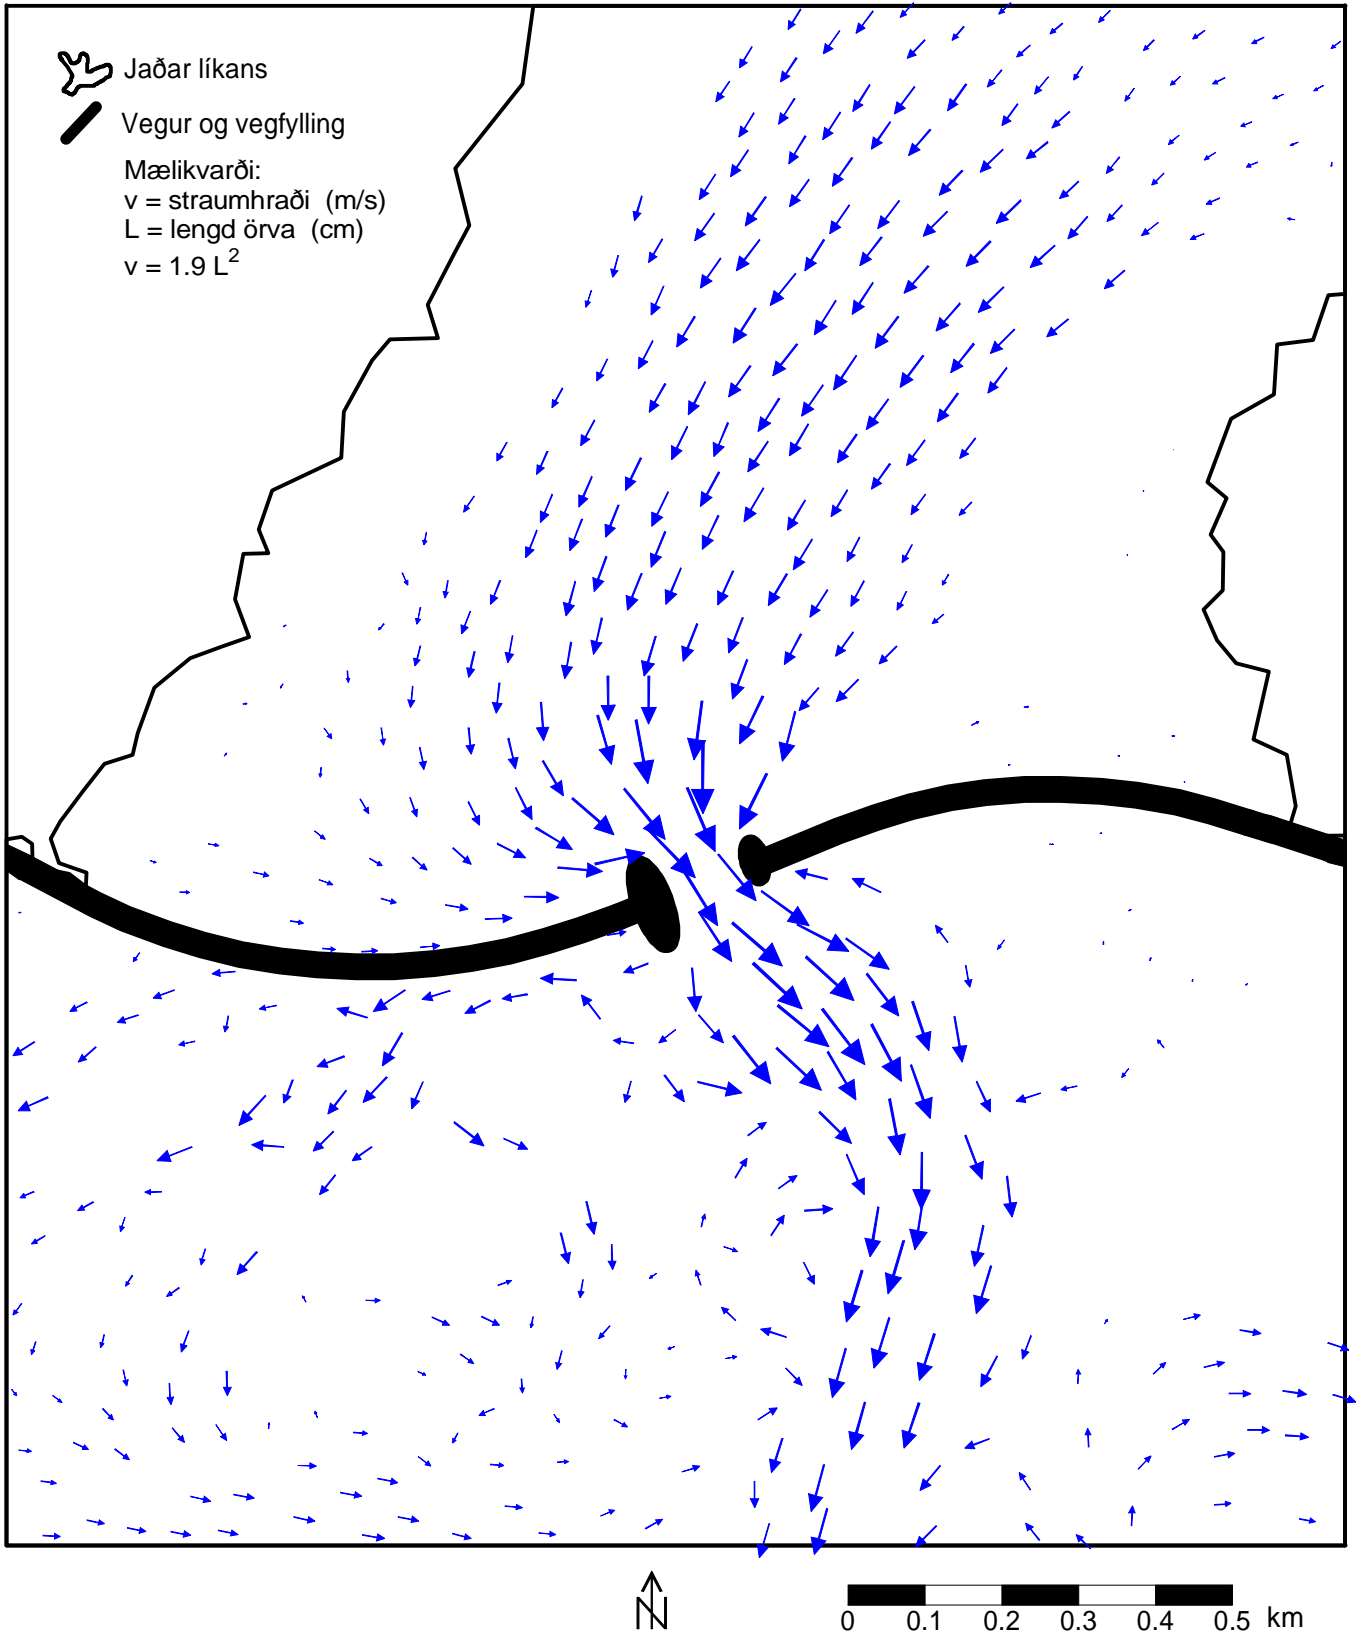 Jaðar líkans
Vegur og vegfylling
Mælikvarði:
v = straumhraði (m/s)
L = lengd örva (cm)
v = 1.9 L²
N
0 0.1 0.2 0.3 0.4 0.5 km